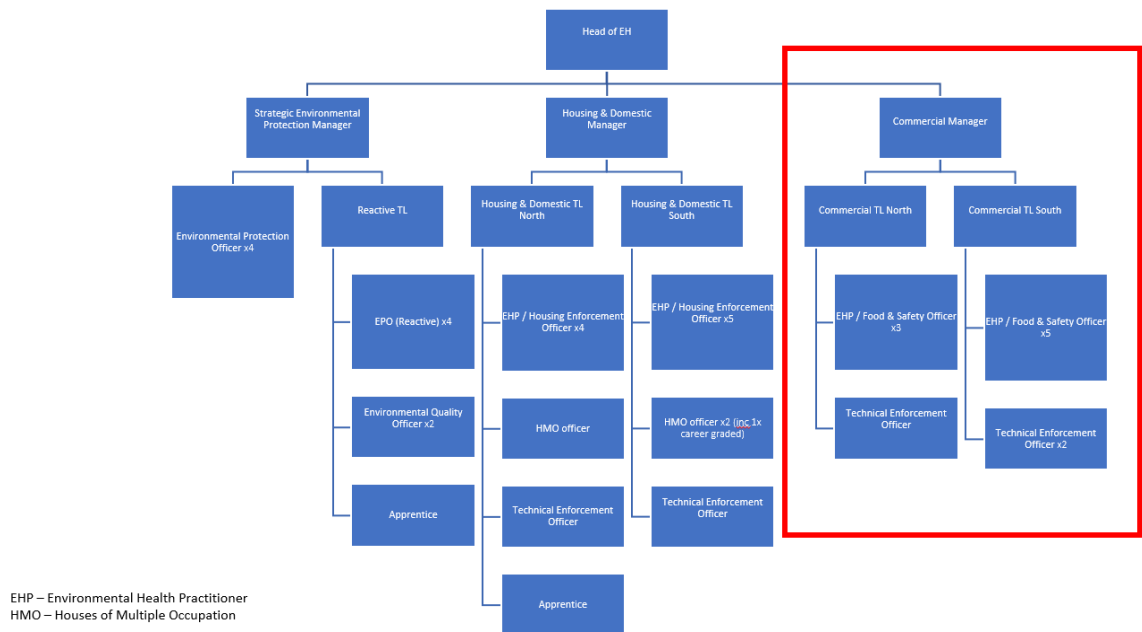 Head of EH
Strategic Environmental
Protection Manager
Housing & Domestic
Manager
Commercial Manager
Environmental Protection
Officer x4
Reactive TL
Housing & Domestic TL
North
Housing & Domestic TL
South
Commercial TL North
Commercial TL South
EPO (Reactive) x4
Environmental Quality
Officer x2
Apprentice
EHP / Housing Enforcement
Officer x4
HMO officer
Technical Enforcement
Officer
Apprentice
EHP / Housing Enforcement
Officer x5
HMO officer x2 (inc 1x
career graded)
Technical Enforcement
Officer
EHP / Food & Safety Officer
x3
Technical Enforcement
Officer
EHP / Food & Safety Officer
x5
Technical Enforcement
Officer x2
EHP – Environmental Health Practitioner
HMO – Houses of Multiple Occupation